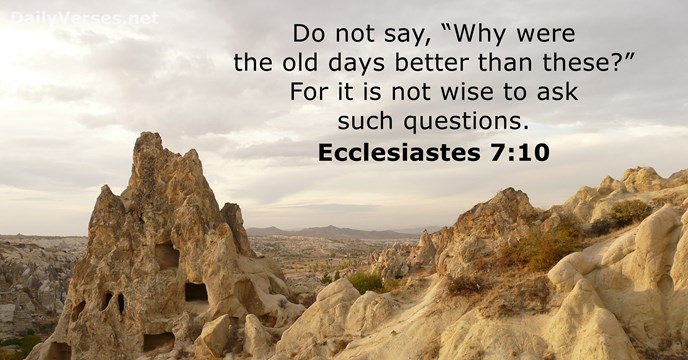 DailyVerses.net
Do not say, “Why were
the old days better than these?”
For it is not wise to ask
such questions.
Ecclesiastes 7:10